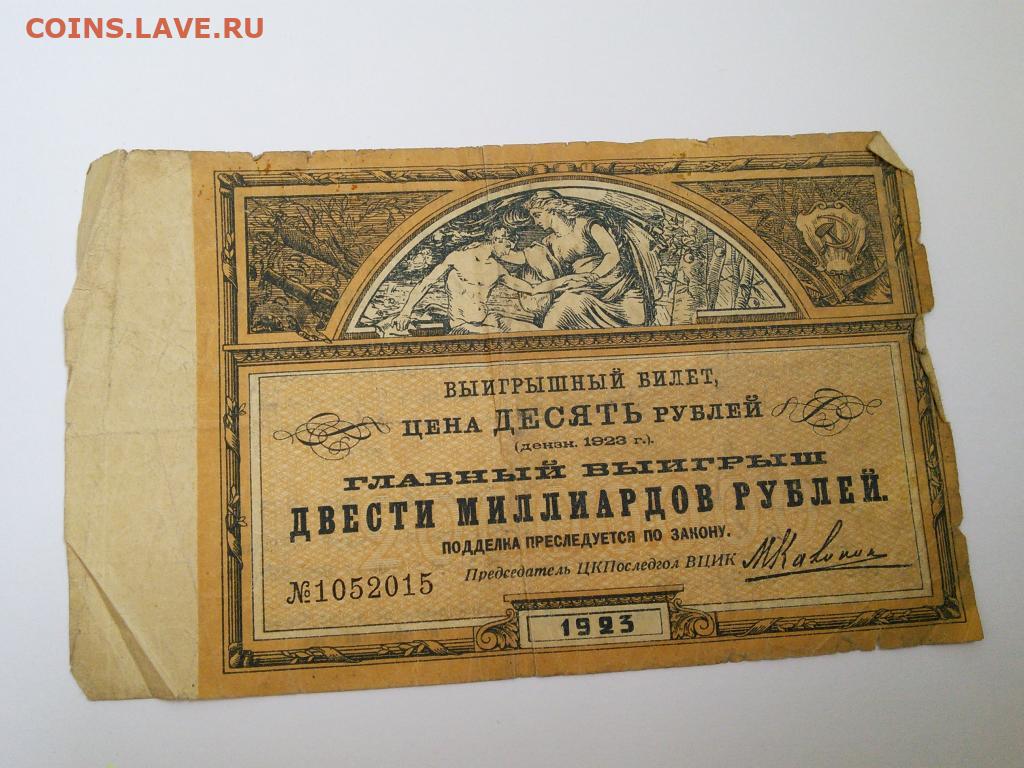 COINS.LAVE.RU
ВЫИГРЫШНЫЙ БИЛЕТ,
ЦЕНА ДЕСЯТЬ РУБЛЕЙ
(дензн. 1923 г.).
ГЛАВНЫЙ ВЫИГРЫШ
ДВЕСТИ МИЛЛИАРДОВ РУБЛЕЙ.
ПОДДЕЛКА ПРЕСЛЕДУЕТСЯ ПО ЗАКОНУ.
Председатель ЦКПоследгол ВЦИК
№1052015
1923